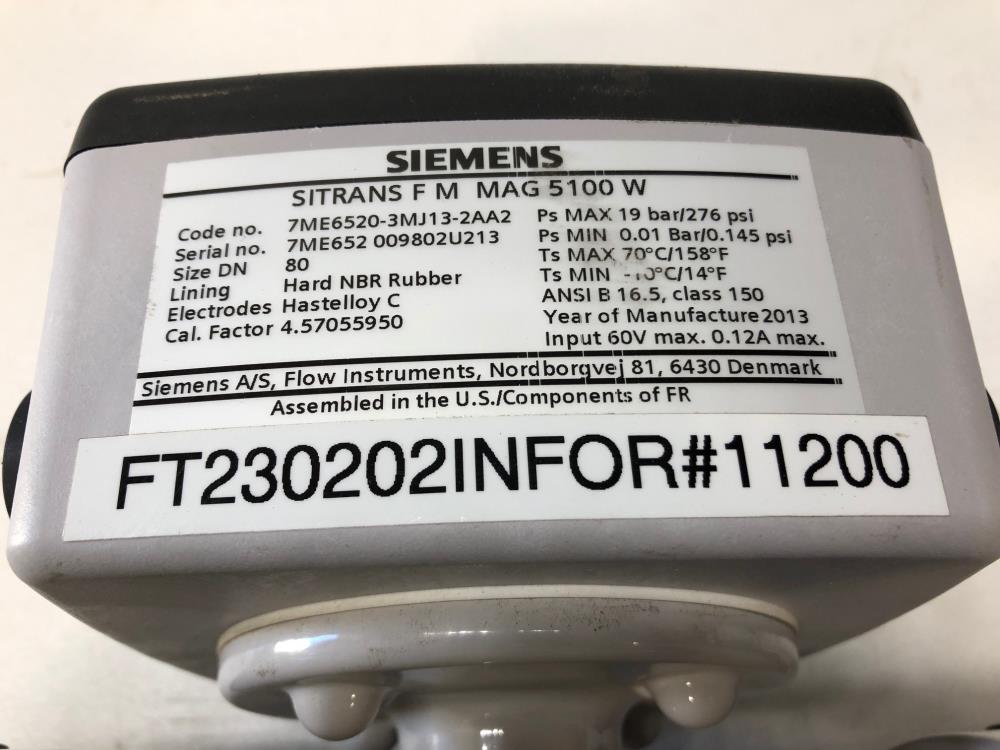 SIEMENS
SITRANS F M MAG 5100 W
Code no. 7ME6520-3MJ13-2AA2
Serial no. 7ME652 009802U213
Size DN 80
Lining Hard NBR Rubber
Electrodes Hastelloy C
Cal. Factor 4.57055950
Ps MAX 19 bar/276 psi
Ps MIN 0.01 Bar/0.145 psi
Ts MAX 70°C/158°F
Ts MIN -10°C/14°F
ANSI B 16.5, class 150
Year of Manufacture 2013
Input 60V max. 0.12A max.
Siemens A/S, Flow Instruments, Nordborgvej 81, 6430 Denmark
Assembled in the U.S./Components of FR
FT230202INFOR#11200